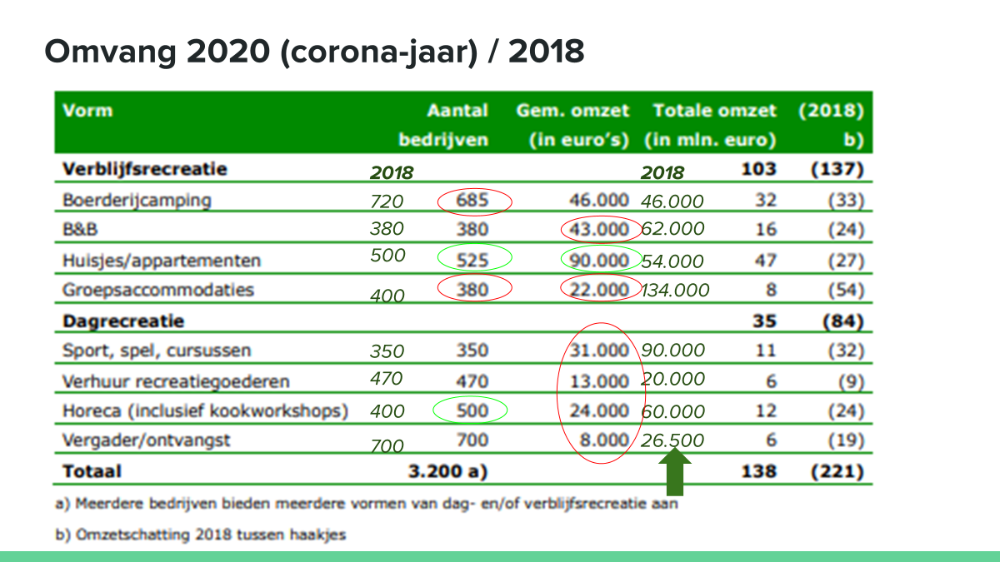 Omvang 2020 (corona-jaar) / 2018
Vorm Aantal bedrijven Gem. omzet (in euro's) Totale omzet (in mln. euro) (2018) b)
Verblijfsrecreatie 2018 2018 103 (137)
Boerderijcamping 720 685 46.000 46.000 32 (33)
B&B 380 380 43.000 62.000 16 (24)
Huisjes/appartementen 500 525 90.000 54.000 47 (27)
Groepsaccommodaties 400 380 22.000 134.000 8 (54)
Dagrecreatie 35 (84)
Sport, spel, cursussen 350 350 31.000 90.000 11 (32)
Verhuur recreatiegoederen 470 470 13.000 20.000 6 (9)
Horeca (inclusief kookworkshops) 400 500 24.000 60.000 12 (24)
Vergader/ontvangst 700 700 8.000 26.500 6 (19)
Totaal 3.200 a) 138 (221)
a) Meerdere bedrijven bieden meerdere vormen van dag- en/of verblijfsrecreatie aan
b) Omzetschatting 2018 tussen haakjes